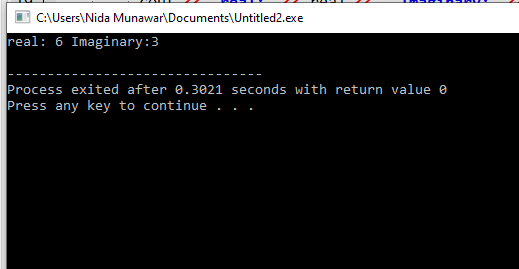 C:\Users\Nida Munawar\Documents\Untitled2.exe
real: 6 Imaginary:3
--------------------------------
Process exited after 0.3021 seconds with return value 0
Press any key to continue . . .